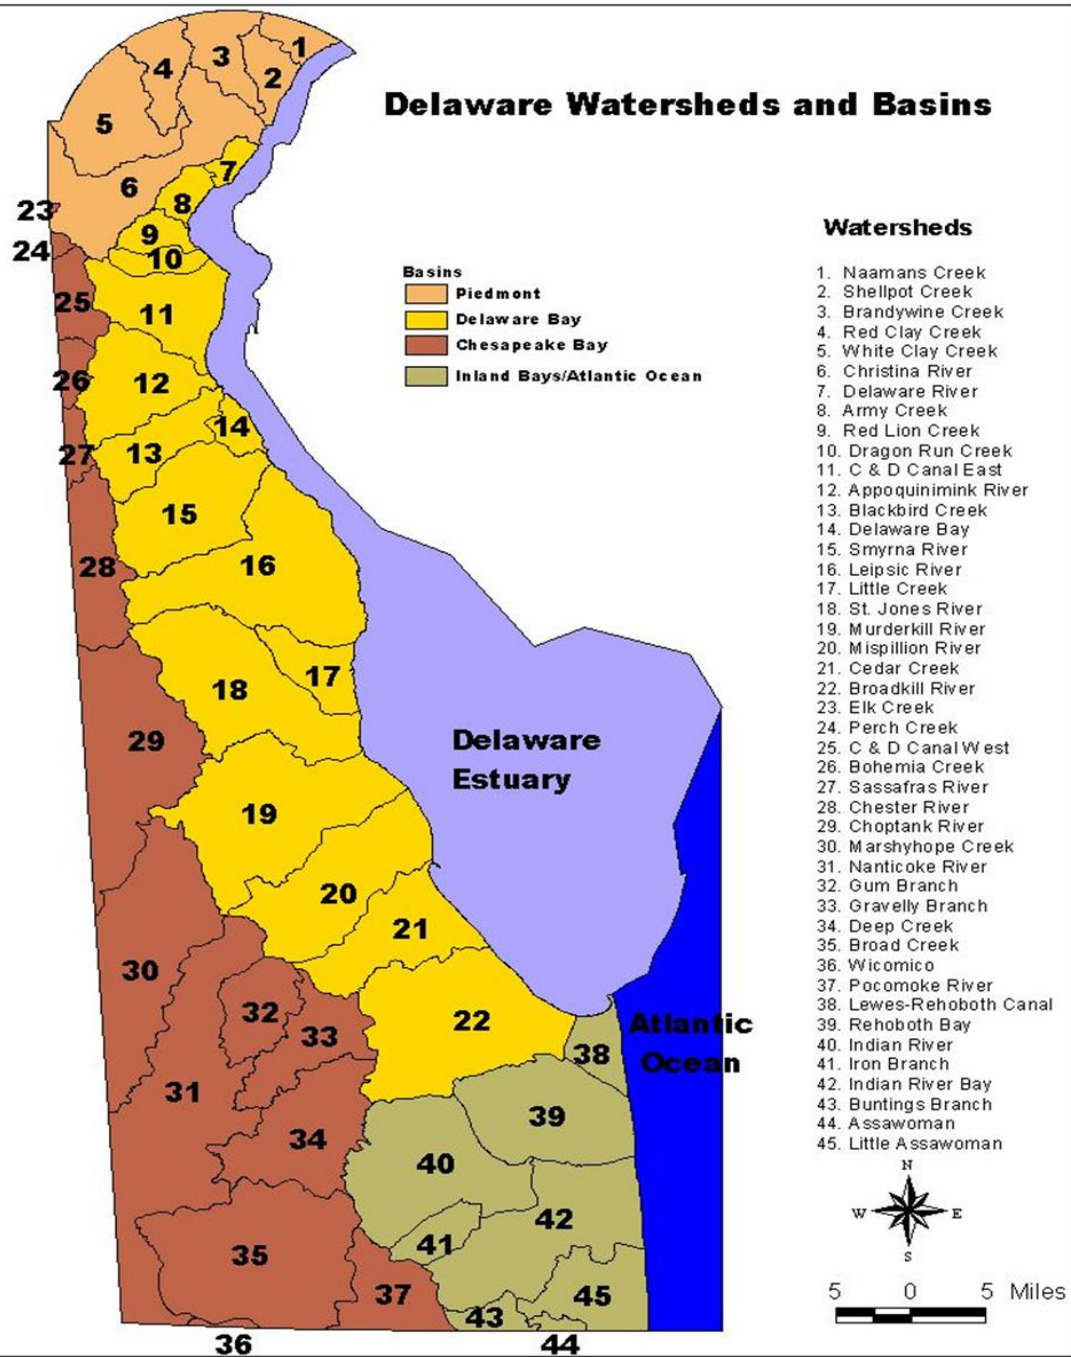 Delaware Watersheds and Basins
1
2
3
4
5
6
7
8
9
10
11
12
13
14
15
16
17
18
19
20
21
22
23
24
25
26
27
28
29
30
31
32
33
34
35
36
37
38
39
40
41
42
43
44
45
Basins
Piedmont
Delaware Bay
Chesapeake Bay
Inland Bays/Atlantic Ocean
Delaware
Estuary
Atlantic
Ocean
Watersheds
1. Naamans Creek
2. Shellpot Creek
3. Brandywine Creek
4. Red Clay Creek
5. White Clay Creek
6. Christina River
7. Delaware River
8. Army Creek
9. Red Lion Creek
10. Dragon Run Creek
11. C & D Canal East
12. Appoquinimink River
13. Blackbird Creek
14. Delaware Bay
15. Smyrna River
16. Leipsic River
17. Little Creek
18. St. Jones River
19. Murderkill River
20. Mispillion River
21. Cedar Creek
22. Broadkill River
23. Elk Creek
24. Perch Creek
25. C & D Canal West
26. Bohemia Creek
27. Sassafras River
28. Chester River
29. Choptank River
30. Marshyhope Creek
31. Nanticoke River
32. Gum Branch
33. Gravelly Branch
34. Deep Creek
35. Broad Creek
36. Wicomico
37. Pocomoke River
38. Lewes-Rehoboth Canal
39. Rehoboth Bay
40. Indian River
41. Iron Branch
42. Indian River Bay
43. Buntings Branch
44. Assawoman
45. Little Assawoman
N
W E
S
5 0 5 Miles